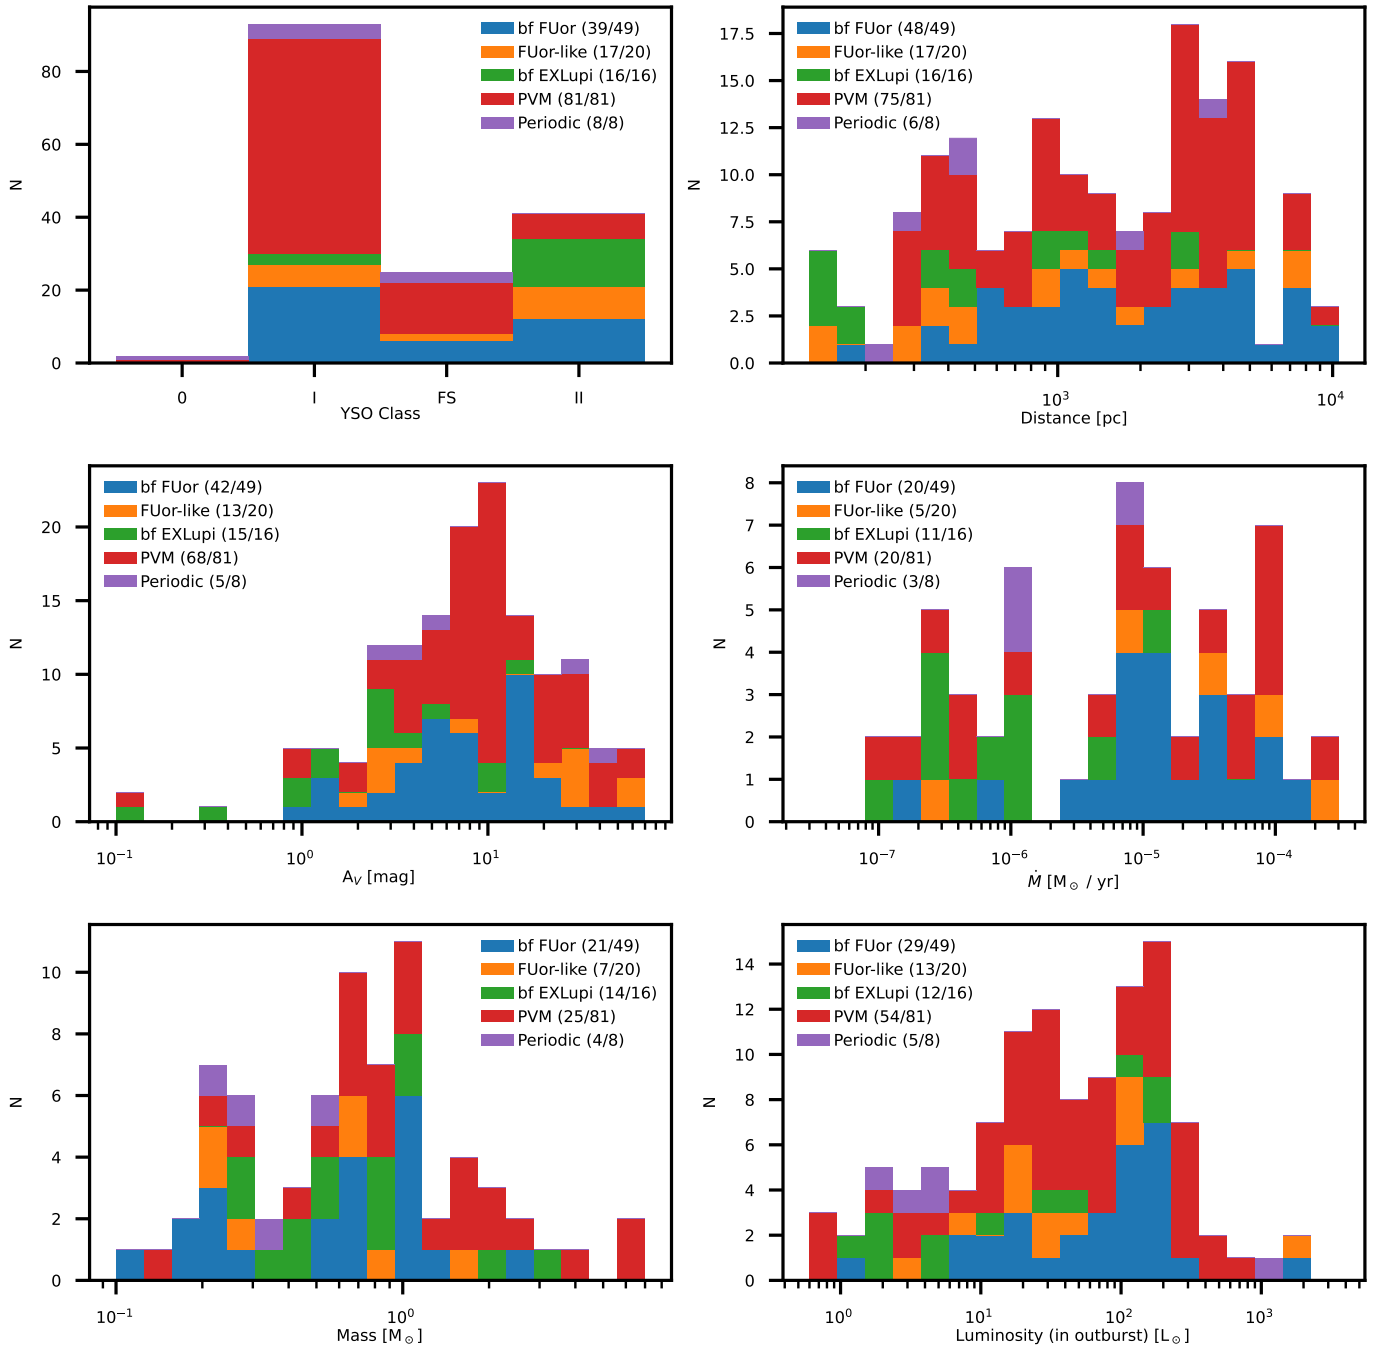 bf FUor (39/49)
FUor-like (17/20)
bf EXLupi (16/16)
PVM (81/81)
Periodic (8/8)
N
80
60
40
20
0
0 I FS II
YSO Class
bf FUor (48/49)
FUor-like (17/20)
bf EXLupi (16/16)
PVM (75/81)
Periodic (6/8)
N
17.5
15.0
12.5
10.0
7.5
5.0
2.5
0.0
10³ 10⁴
Distance [pc]
bf FUor (42/49)
FUor-like (13/20)
bf EXLupi (15/16)
PVM (68/81)
Periodic (5/8)
N
20
15
10
5
0
10⁻¹ 10⁰ 10¹
A_V [mag]
bf FUor (20/49)
FUor-like (5/20)
bf EXLupi (11/16)
PVM (20/81)
Periodic (3/8)
N
8
7
6
5
4
3
2
1
0
10⁻⁷ 10⁻⁶ 10⁻⁵ 10⁻⁴
Ṁ [M☉ / yr]
bf FUor (21/49)
FUor-like (7/20)
bf EXLupi (14/16)
PVM (25/81)
Periodic (4/8)
N
10
8
6
4
2
0
10⁻¹ 10⁰
Mass [M☉]
bf FUor (29/49)
FUor-like (13/20)
bf EXLupi (12/16)
PVM (54/81)
Periodic (5/8)
N
14
12
10
8
6
4
2
0
10⁰ 10¹ 10² 10³
Luminosity (in outburst) [L☉]